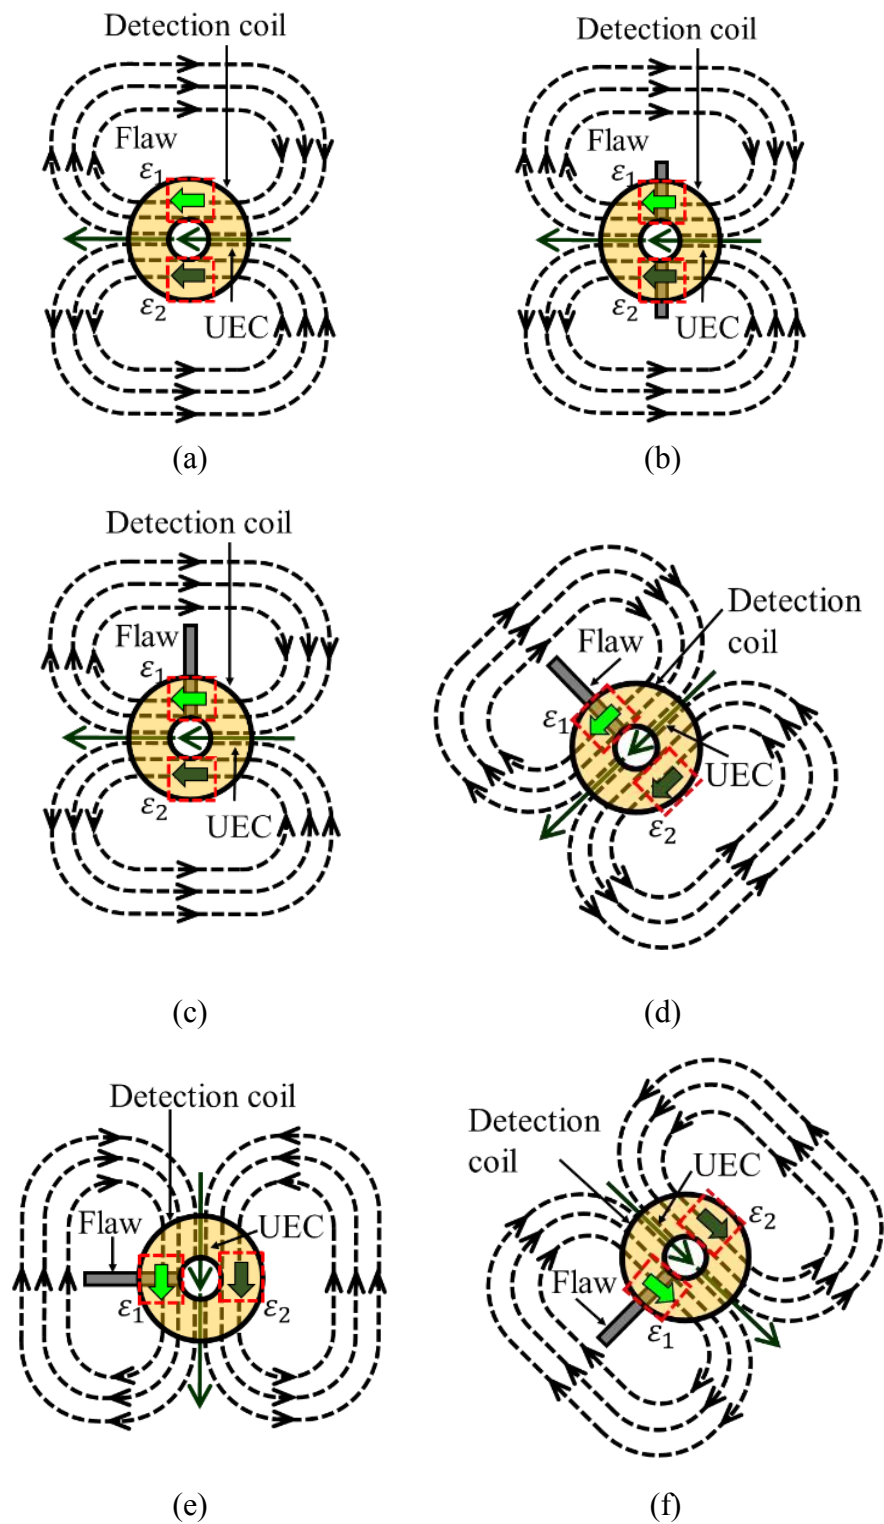 Detection coil
Flaw
ε1
ε2
UEC
(a)
Detection coil
Flaw
ε1
ε2
UEC
(b)
Detection coil
Flaw
ε1
ε2
UEC
(c)
Detection
coil
Flaw
ε1
UEC
ε2
(d)
Detection coil
Flaw
UEC
ε1
ε2
(e)
Detection
coil
UEC
ε2
Flaw
ε1
(f)